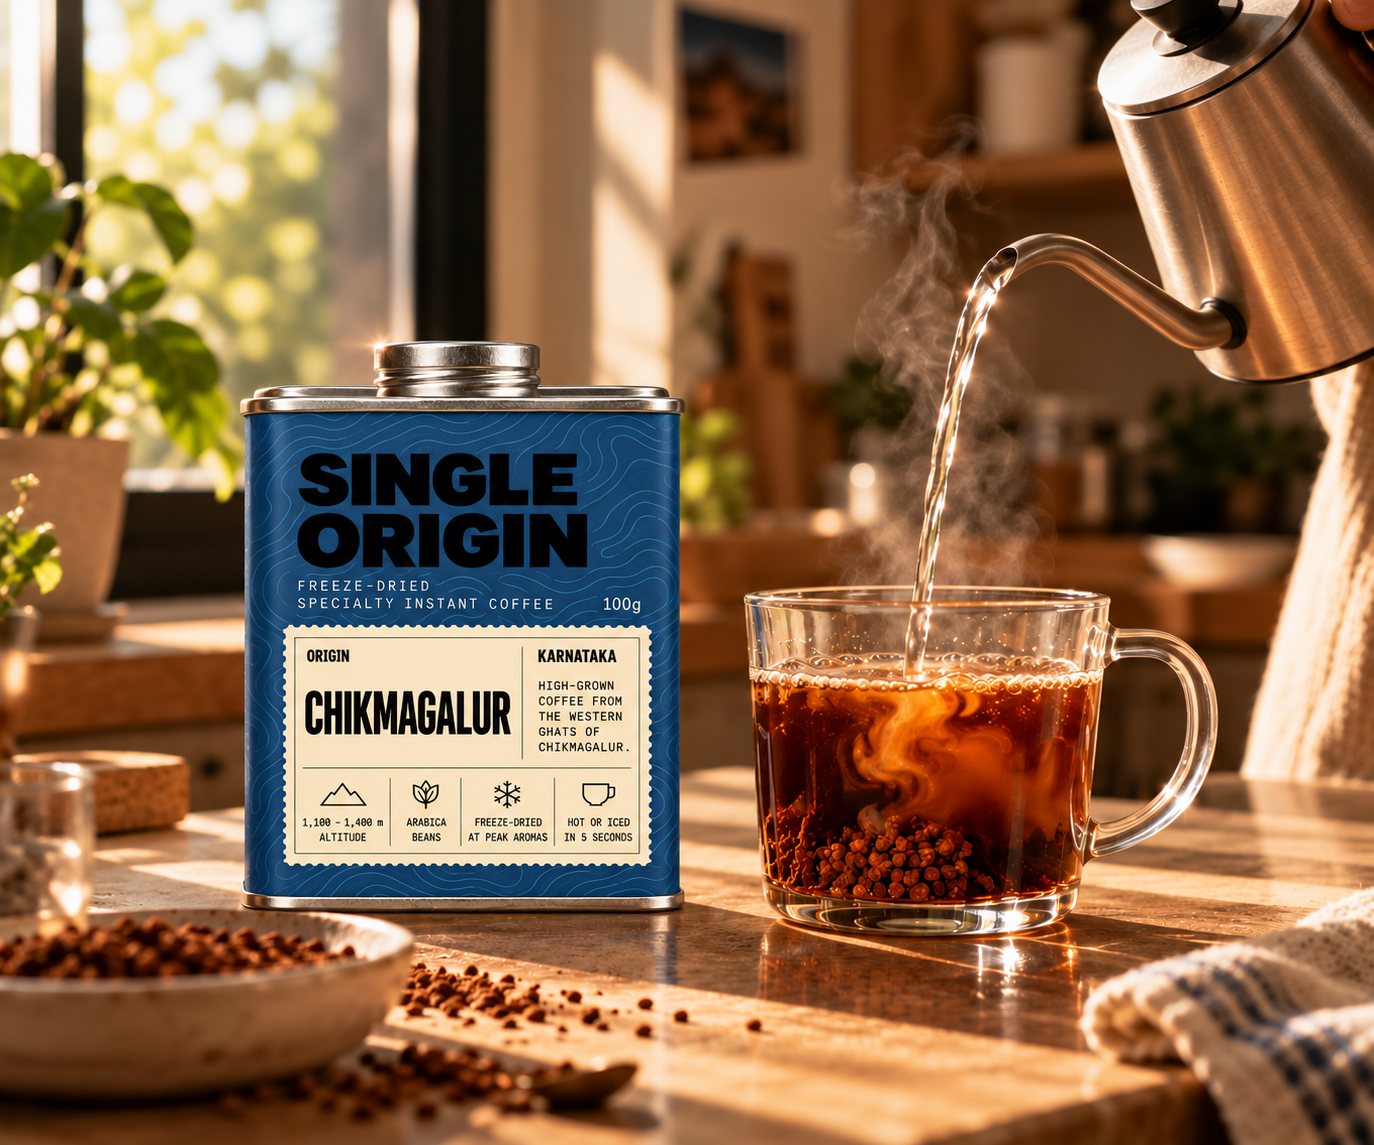 SINGLE
ORIGIN
FREEZE-DRIED
SPECIALTY INSTANT COFFEE
100g
ORIGIN
CHIKMAGALUR
KARNATAKA
HIGH-GROWN
COFFEE FROM
THE WESTERN
GHATS OF
CHIKMAGALUR.
1,100 – 1,400 m
ALTITUDE
ARABICA
BEANS
FREEZE-DRIED
AT PEAK AROMAS
HOT OR ICED
IN 5 SECONDS